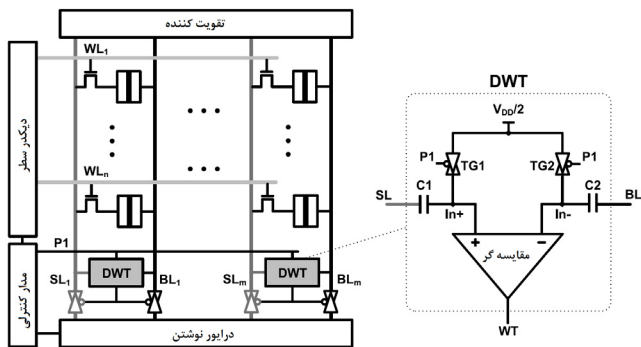 تقویت کننده
دیکدر سطر
WL₁
WLₙ
P1
مدار کنترلی
DWT
DWT
SL₁
BL₁
SLₘ
BLₘ
درایور نوشتن
DWT
V_DD/2
P1
TG1
TG2
P1
SL
C1
In+
In-
C2
BL
+
−
مقایسه گر
WT